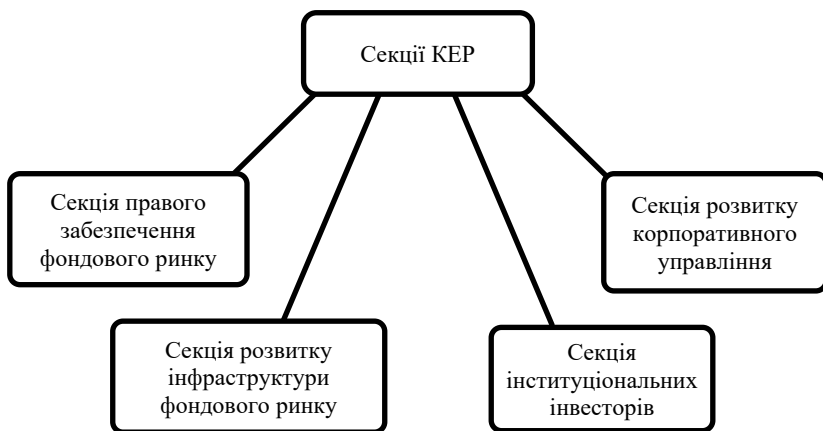 Секції КЕР
Секція правого
забезпечення
фондового ринку
Секція розвитку
корпоративного
управління
Секція розвитку
інфраструктури
фондового ринку
Секція
інституціональних
інвесторів